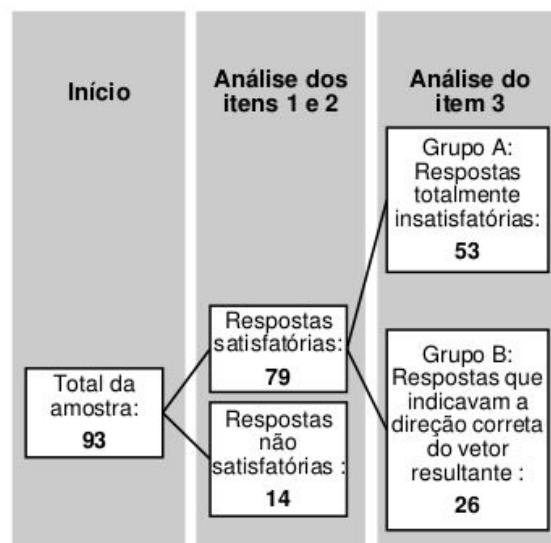 Início
Análise dos
itens 1 e 2
Análise do
item 3
Total da
amostra:
93
Respostas
satisfatórias:
79
Respostas
não
satisfatórias :
14
Grupo A:
Respostas
totalmente
insatisfatórias:
53
Grupo B:
Respostas que
indicavam a
direção correta
do vetor
resultante :
26